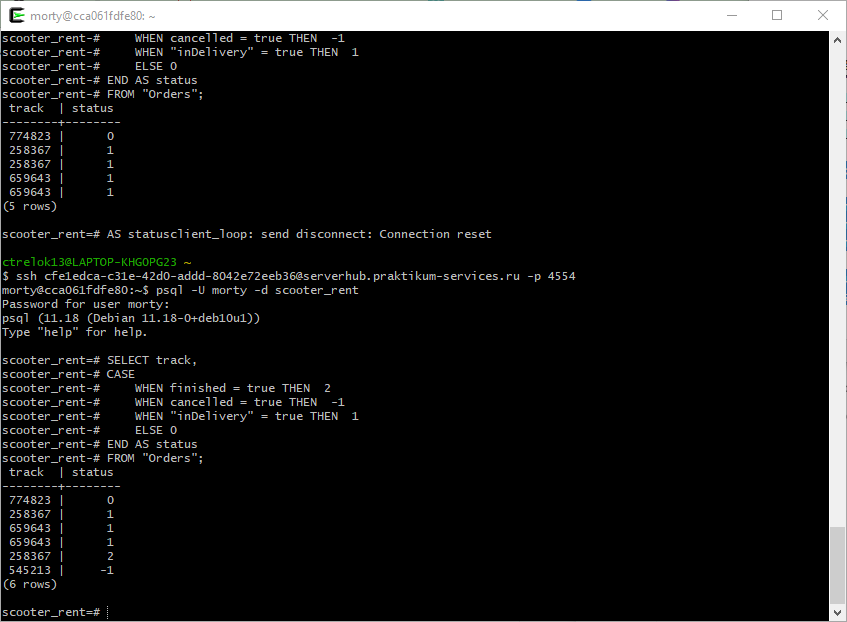 morty@cca061fdfe80: ~
scooter_rent-#     WHEN cancelled = true THEN  -1
scooter_rent-#     WHEN "inDelivery" = true THEN  1
scooter_rent-#     ELSE 0
scooter_rent-# END AS status
scooter_rent-# FROM "Orders";
 track  | status
--------+--------
 774823 |      0
 258367 |      1
 258367 |      1
 659643 |      1
 659643 |      1
(5 rows)
scooter_rent=# AS statusclient_loop: send disconnect: Connection reset
ctrelok13@LAPTOP-KHGOPG23 ~
$ ssh cfe1edca-c31e-42d0-addd-8042e72eeb36@serverhub.praktikum-services.ru -p 4554
morty@cca061fdfe80:~$ psql -U morty -d scooter_rent
Password for user morty:
psql (11.18 (Debian 11.18-0+deb10u1))
Type "help" for help.
scooter_rent=# SELECT track,
scooter_rent-# CASE
scooter_rent-#     WHEN finished = true THEN  2
scooter_rent-#     WHEN cancelled = true THEN  -1
scooter_rent-#     WHEN "inDelivery" = true THEN  1
scooter_rent-#     ELSE 0
scooter_rent-# END AS status
scooter_rent-# FROM "Orders";
 track  | status
--------+--------
 774823 |      0
 258367 |      1
 659643 |      1
 659643 |      1
 258367 |      2
 545213 |     -1
(6 rows)
scooter_rent=#